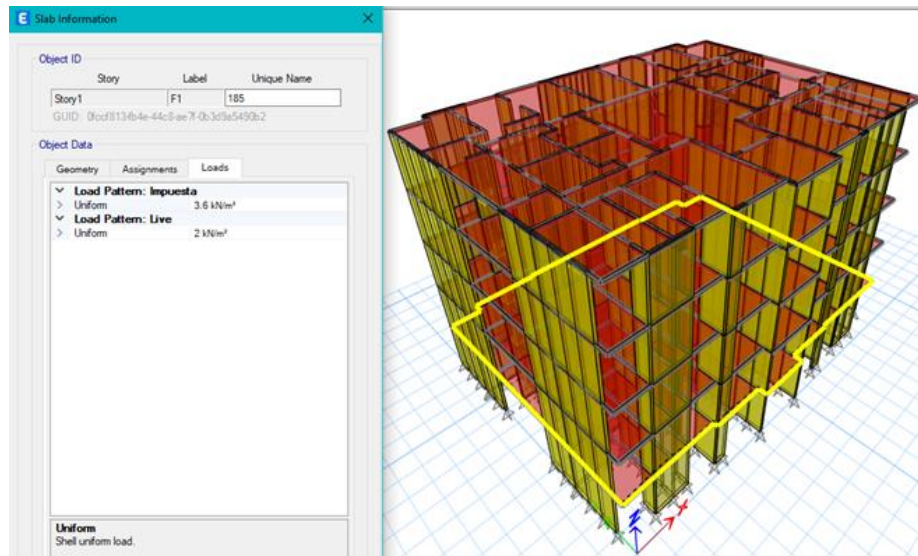 E Slab Information
Object ID
Story Label Unique Name
Story1 F1 185
Object Data
Geometry Assignments Loads
Load Pattern: Impuesta
Uniform 3.6 kN/m²
Load Pattern: Live
Uniform 2 kN/m²
Uniform
Shell uniform load.
Z X